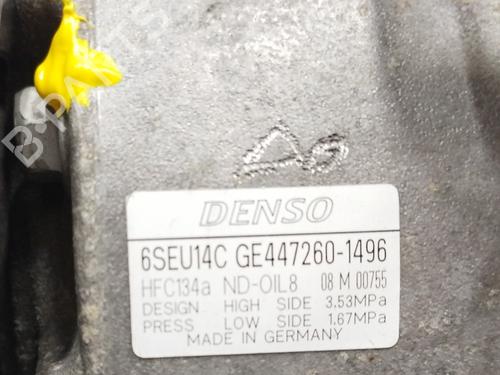 B-PARTS
DENSO
6SEU14C GE447260-1496
HFC134a ND-OIL8 08 M 00755
DESIGN HIGH SIDE 3.53MPa
PRESS LOW SIDE 1.67MPa
MADE IN GERMANY